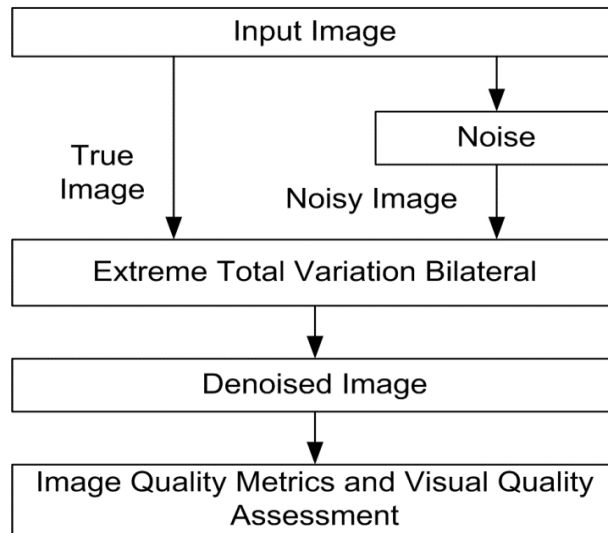 Input Image
Noise
True
Image
Noisy Image
Extreme Total Variation Bilateral
Denoised Image
Image Quality Metrics and Visual Quality
Assessment